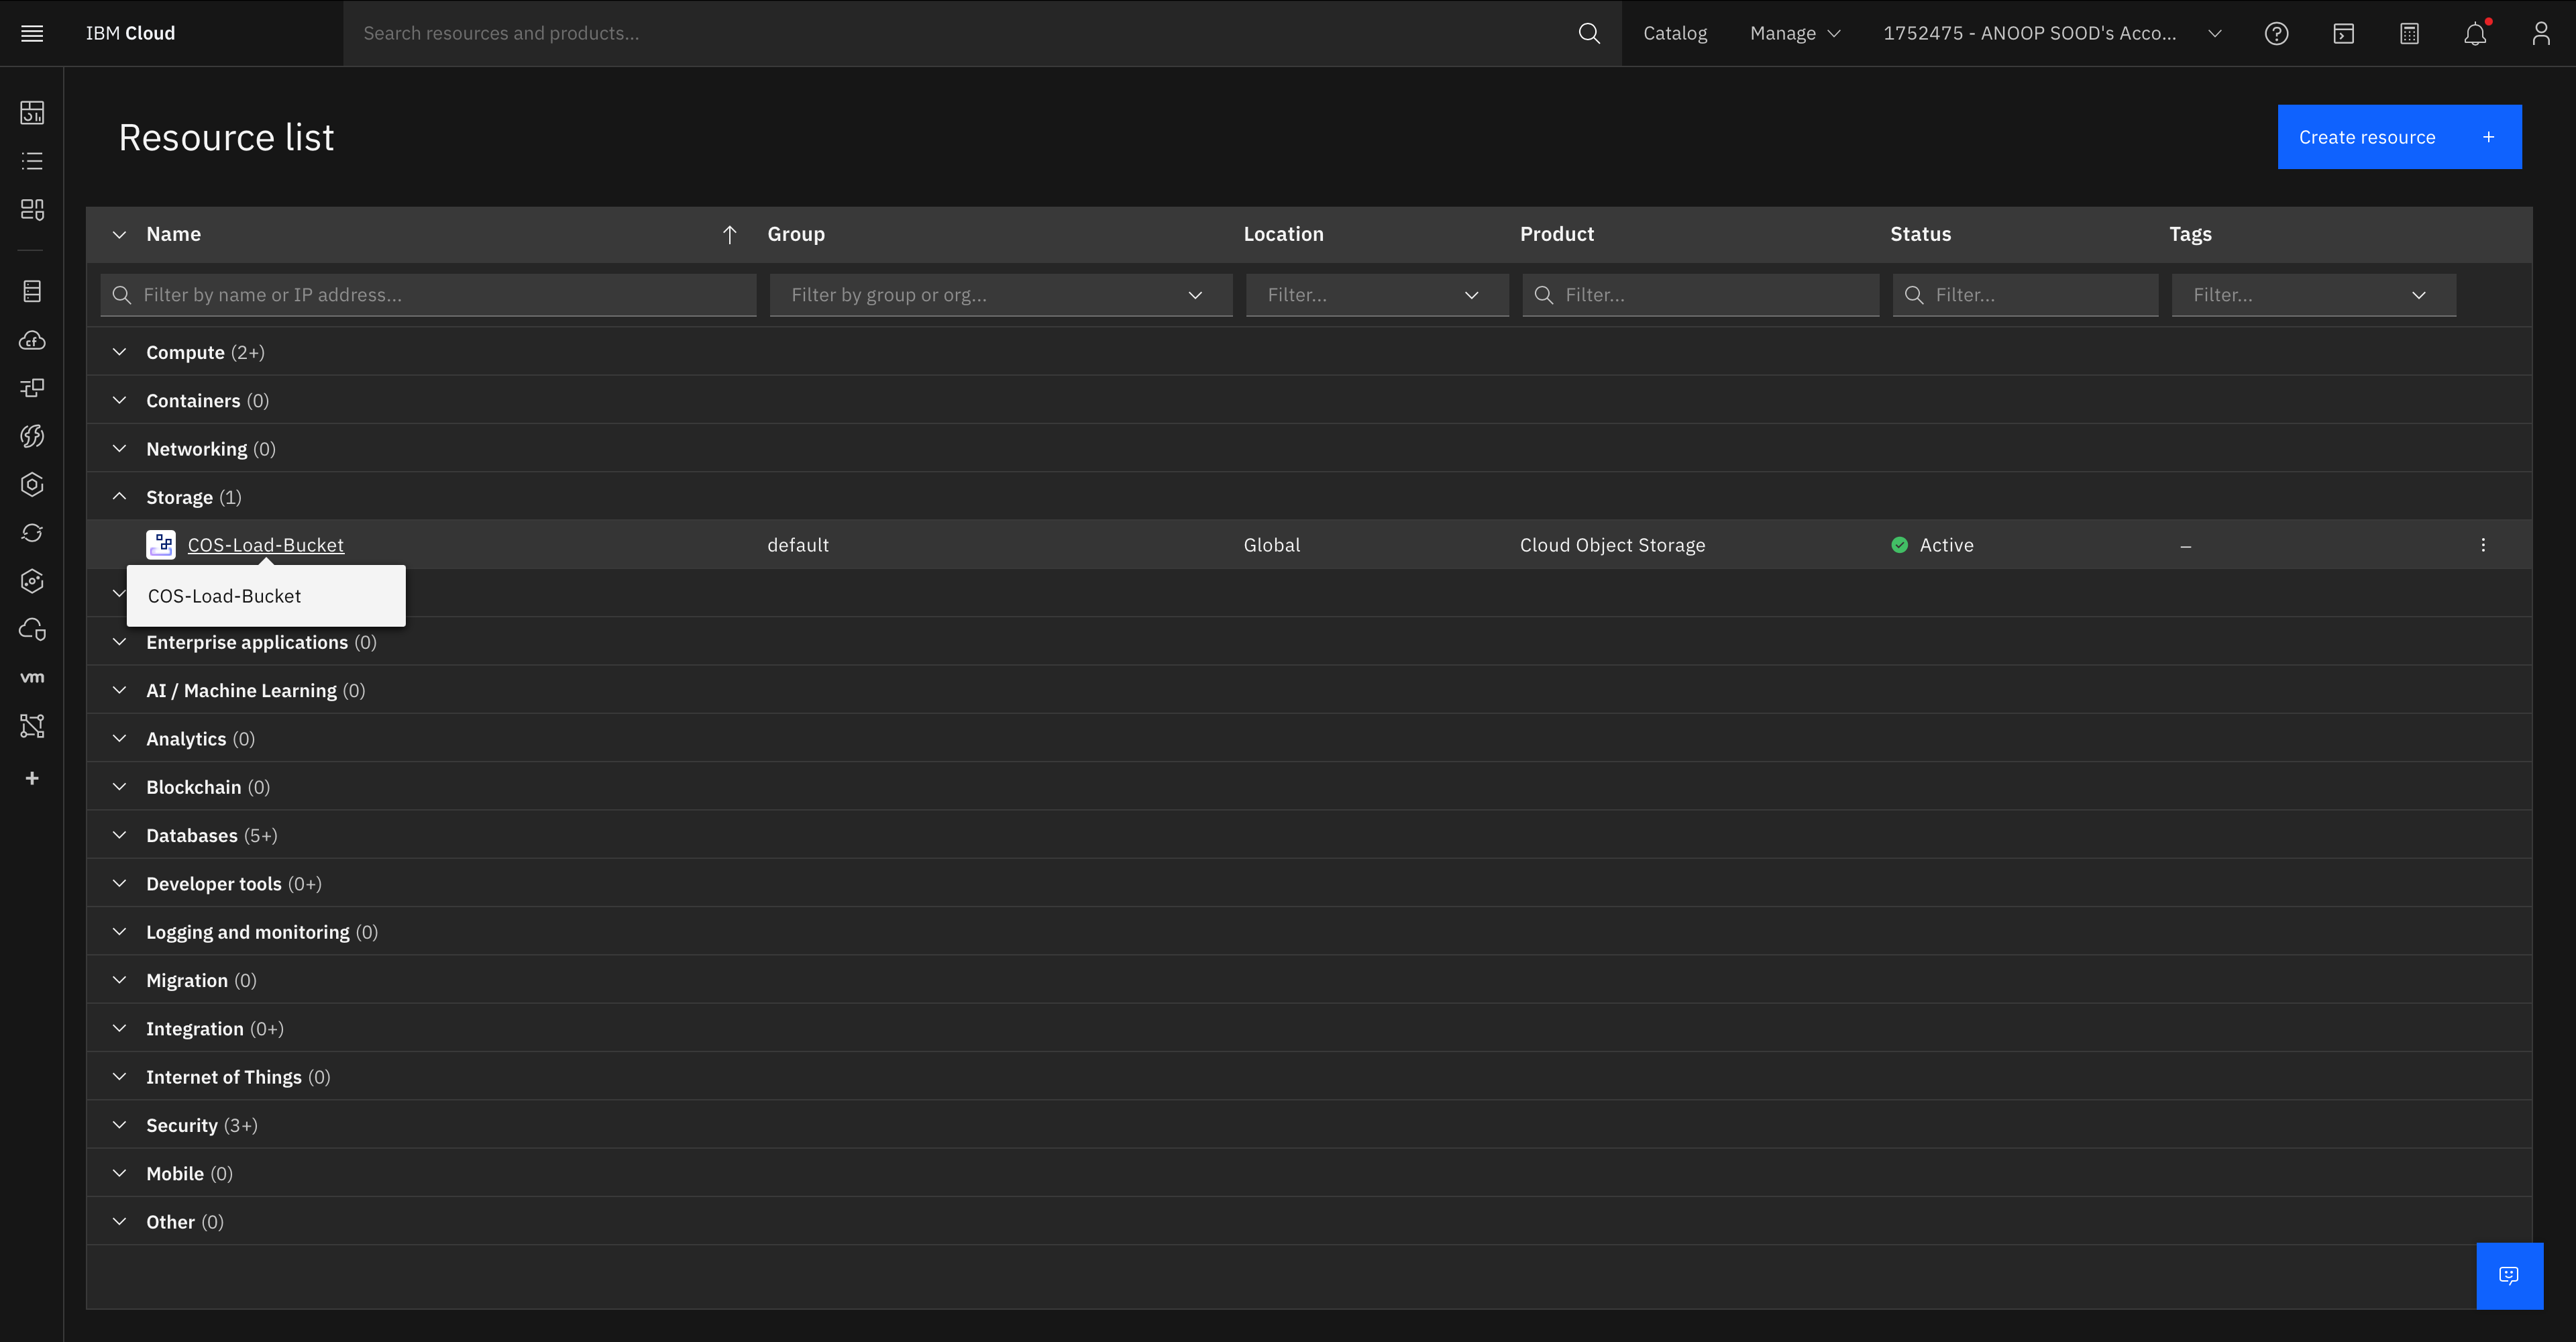 IBM Cloud
Search resources and products...
Catalog
Manage
1752475 - ANOOP SOOD's Acco...
Resource list
Create resource +
Name
Group
Location
Product
Status
Tags
Filter by name or IP address...
Filter by group or org...
Filter...
Filter...
Filter...
Filter...
Compute (2+)
Containers (0)
Networking (0)
Storage (1)
COS-Load-Bucket
default
Global
Cloud Object Storage
Active
–
COS-Load-Bucket
Enterprise applications (0)
AI / Machine Learning (0)
Analytics (0)
Blockchain (0)
Databases (5+)
Developer tools (0+)
Logging and monitoring (0)
Migration (0)
Integration (0+)
Internet of Things (0)
Security (3+)
Mobile (0)
Other (0)
cf
vm